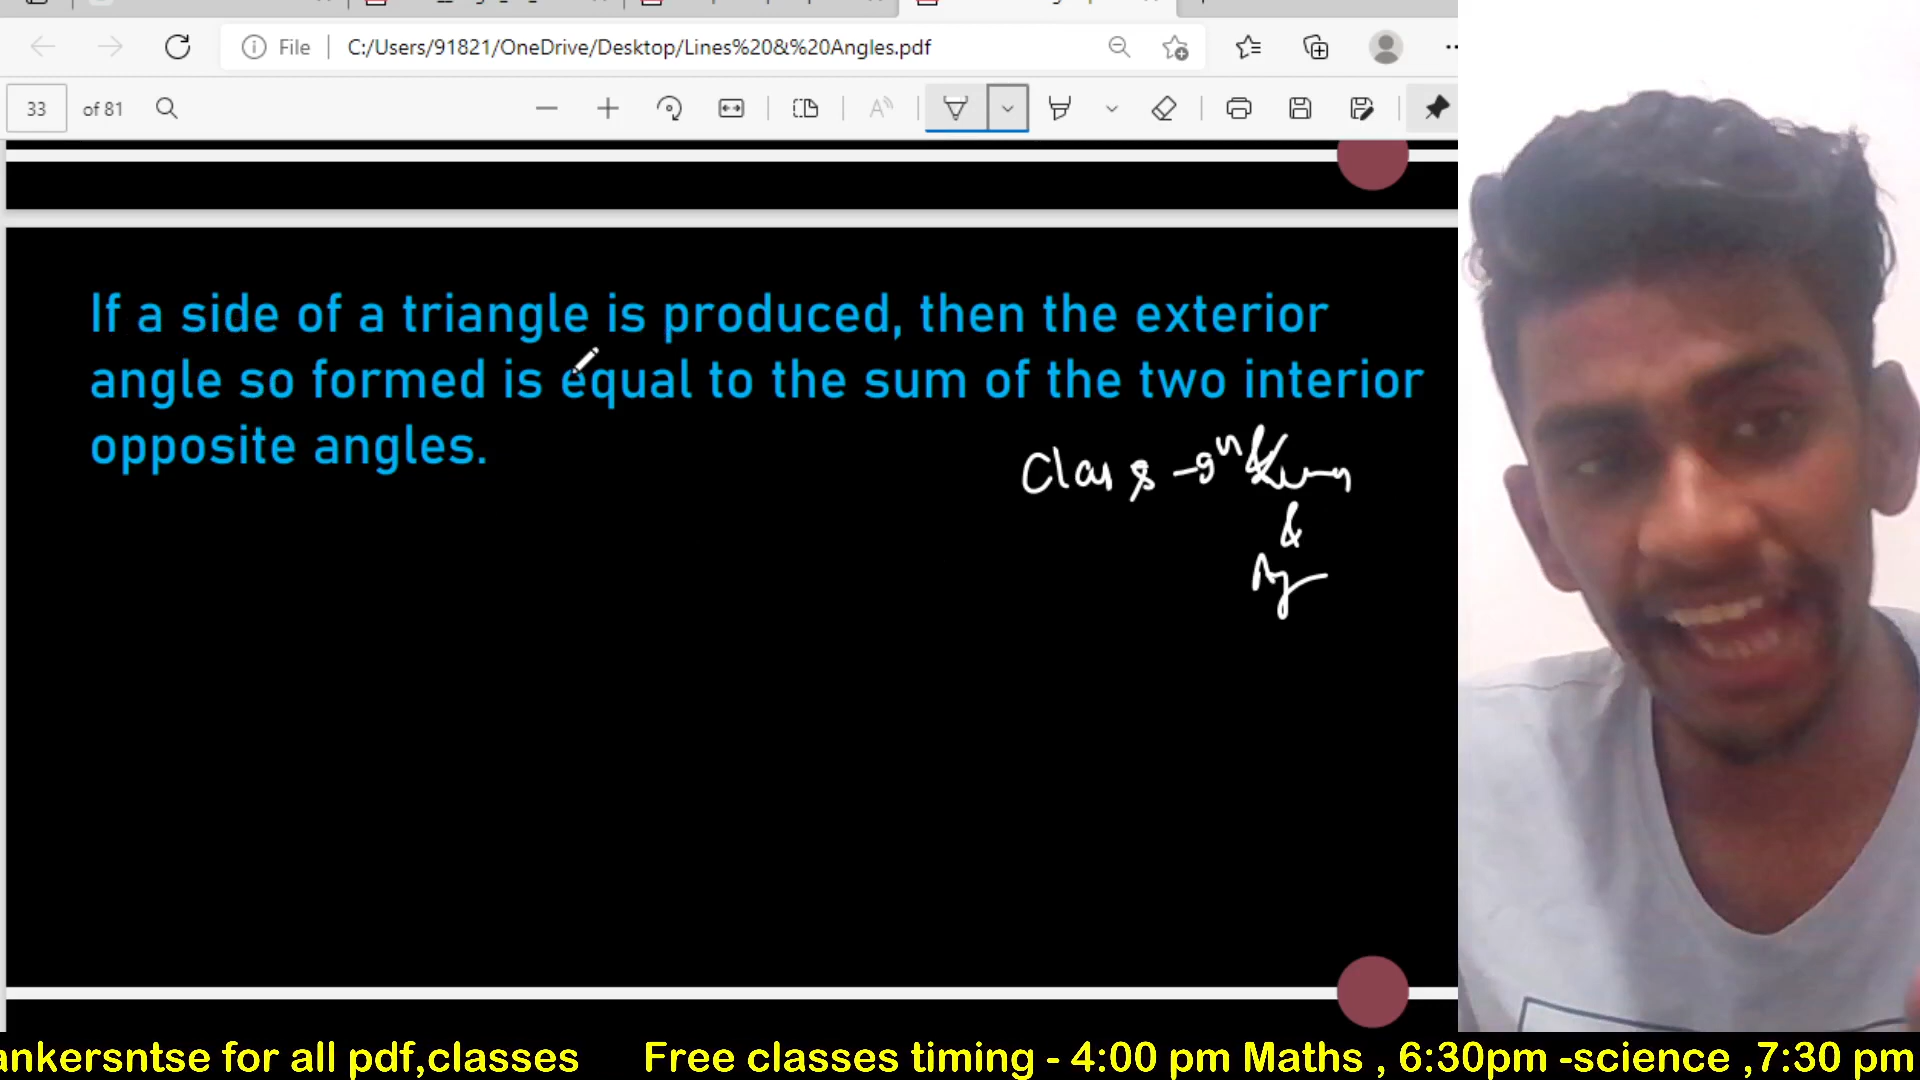 File
C:/Users/91821/OneDrive/Desktop/Lines%20&%20Angles.pdf
33 of 81
If a side of a triangle is produced, then the exterior
angle so formed is equal to the sum of the two interior
opposite angles.
Class - 9
&
ankersntse for all pdf,classes Free classes timing - 4:00 pm Maths , 6:30pm -science ,7:30 pm